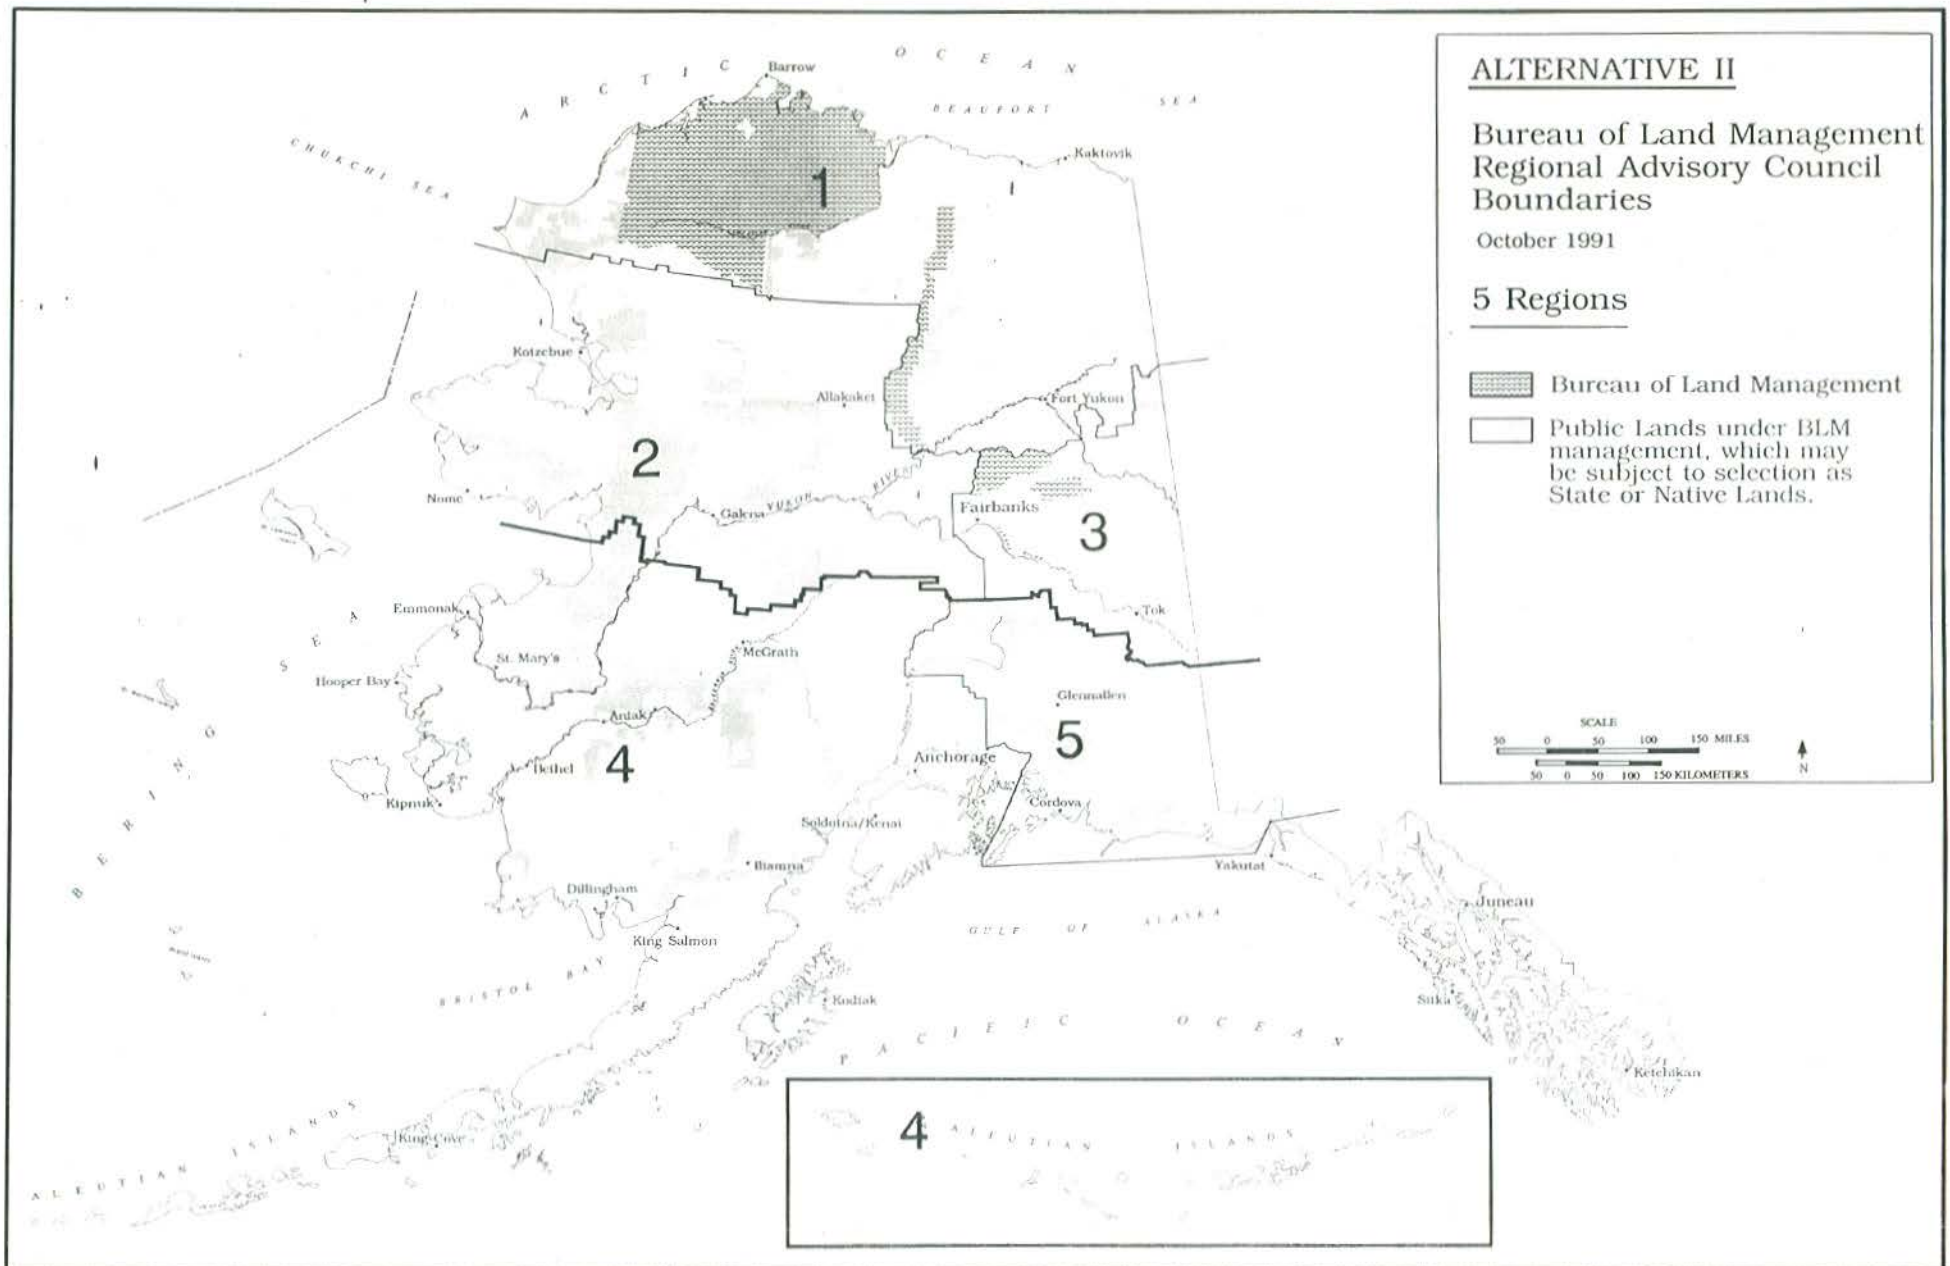 ARCTIC OCEAN
BEAUFORT SEA
CHUKCHI SEA
Barrow
Kaktovik
1
Kotzebue
Allakaket
Fort Yukon
2
Nome
Galena
YUKON RIVER
Fairbanks
3
Tok
Emmonak
St. Mary's
McGrath
Hooper Bay
BERING SEA
Aniak
Glennallen
5
Bethel
4
Anchorage
Kipnuk
Cordova
Soldotna/Kenai
Iliamna
Yakutat
Dillingham
King Salmon
GULF OF ALASKA
Juneau
BRISTOL BAY
Kodiak
Sitka
PACIFIC OCEAN
Ketchikan
King Cove
ALEUTIAN ISLANDS
4
ALEUTIAN ISLANDS
ALTERNATIVE II
Bureau of Land Management
Regional Advisory Council
Boundaries
October 1991
5 Regions
Bureau of Land Management
Public Lands under BLM
management, which may
be subject to selection as
State or Native Lands.
SCALE
50 0 50 100 150 MILES
50 0 50 100 150 KILOMETERS
N